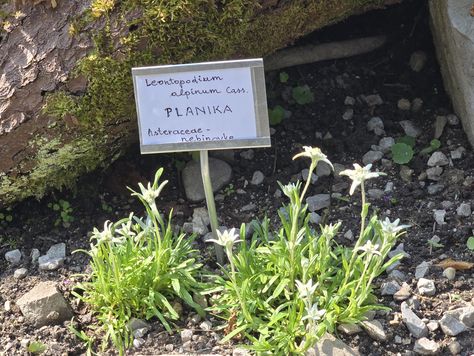 Leontopodium
alpinum Cass.
PLANIKA
Asteraceae -
nebinovke